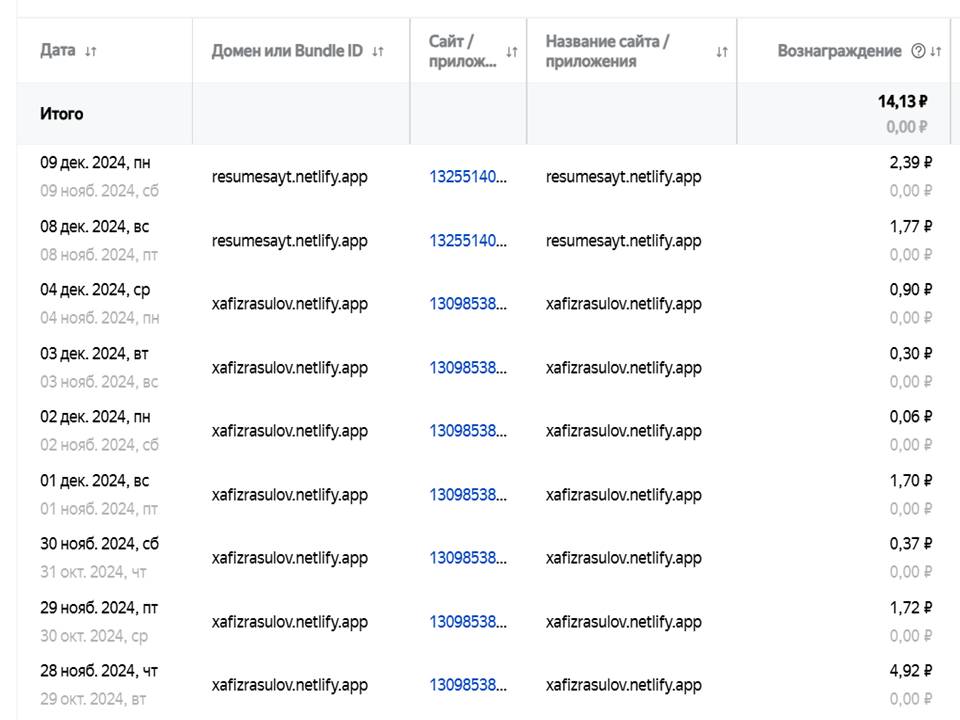 Дата
Домен или Bundle ID
Сайт /
прилож...
Название сайта /
приложения
Вознаграждение ?
Итого
14,13 ₽
0,00 ₽
09 дек. 2024, пн
09 нояб. 2024, сб
resumesayt.netlify.app
13255140...
resumesayt.netlify.app
2,39 ₽
0,00 ₽
08 дек. 2024, вс
08 нояб. 2024, пт
resumesayt.netlify.app
13255140...
resumesayt.netlify.app
1,77 ₽
0,00 ₽
04 дек. 2024, ср
04 нояб. 2024, пн
xafizrasulov.netlify.app
13098538...
xafizrasulov.netlify.app
0,90 ₽
0,00 ₽
03 дек. 2024, вт
03 нояб. 2024, вс
xafizrasulov.netlify.app
13098538...
xafizrasulov.netlify.app
0,30 ₽
0,00 ₽
02 дек. 2024, пн
02 нояб. 2024, сб
xafizrasulov.netlify.app
13098538...
xafizrasulov.netlify.app
0,06 ₽
0,00 ₽
01 дек. 2024, вс
01 нояб. 2024, пт
xafizrasulov.netlify.app
13098538...
xafizrasulov.netlify.app
1,70 ₽
0,00 ₽
30 нояб. 2024, сб
31 окт. 2024, чт
xafizrasulov.netlify.app
13098538...
xafizrasulov.netlify.app
0,37 ₽
0,00 ₽
29 нояб. 2024, пт
30 окт. 2024, ср
xafizrasulov.netlify.app
13098538...
xafizrasulov.netlify.app
1,72 ₽
0,00 ₽
28 нояб. 2024, чт
29 окт. 2024, вт
xafizrasulov.netlify.app
13098538...
xafizrasulov.netlify.app
4,92 ₽
0,00 ₽